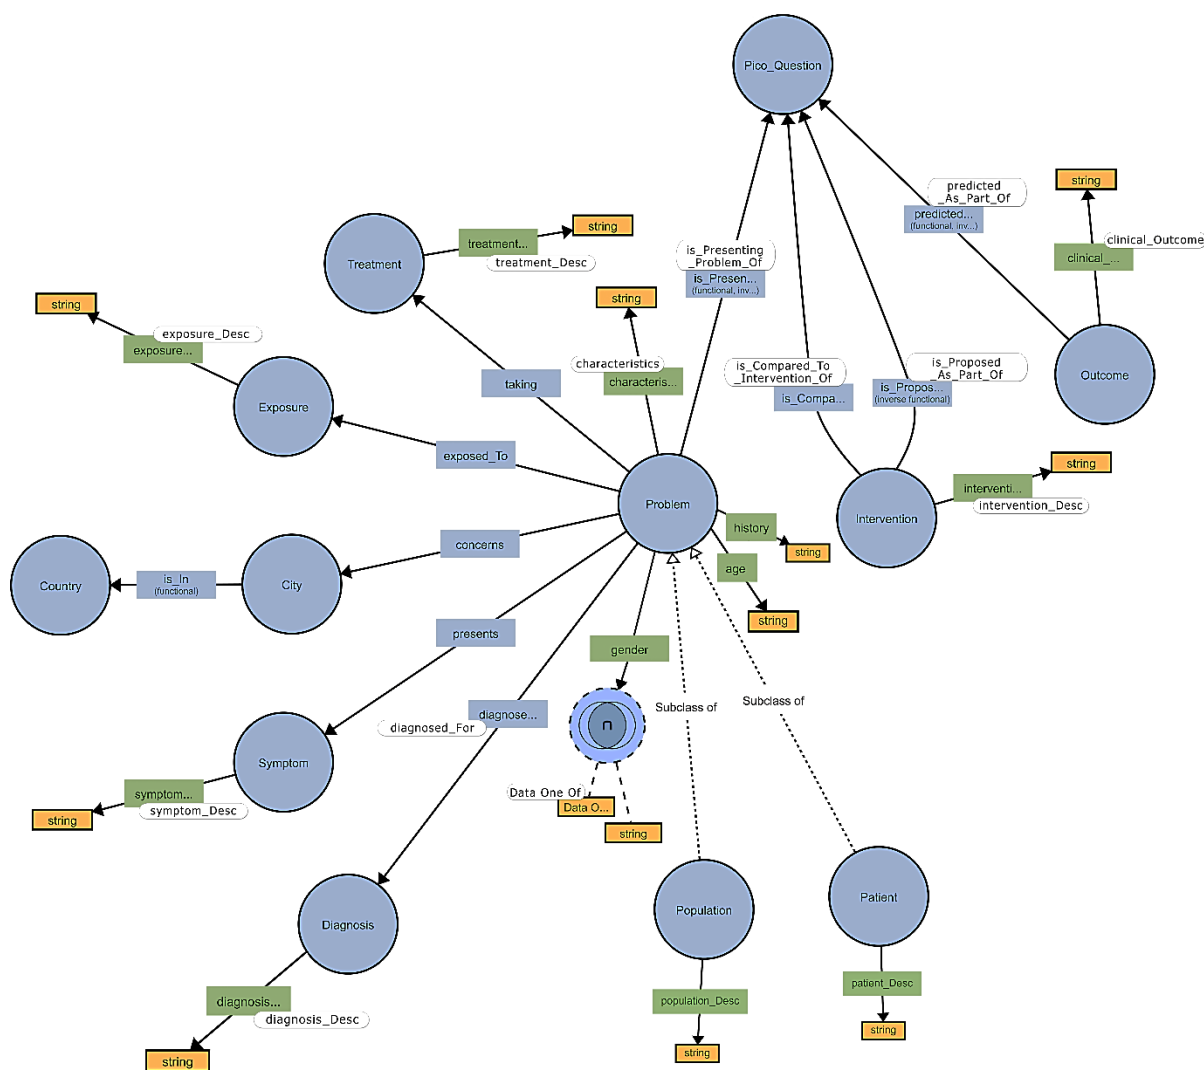 Pico_Question
predicted
_As_Part_Of
predicted...
(functional, inv...)
string
clinical_Outcome
clinical_...
Outcome
string
treatment...
treatment_Desc
Treatment
is_Presenting
_Problem_Of
is_Presen...
(functional, inv...)
string
exposure_Desc
exposure...
Exposure
string
characteristics
characteris...
is_Compared_To
_Intervention_Of
is_Compa...
is_Proposed
_As_Part_Of
is_Propos...
(inverse functional)
taking
exposed_To
Problem
Intervention
string
interventi...
intervention_Desc
history
string
age
string
concerns
Country
is_In
(functional)
City
presents
gender
Subclass of
Subclass of
diagnose...
diagnosed_For
∩
Symptom
symptom...
symptom_Desc
string
Data One Of
Data O...
string
Diagnosis
Population
Patient
diagnosis...
diagnosis_Desc
string
population_Desc
string
patient_Desc
string